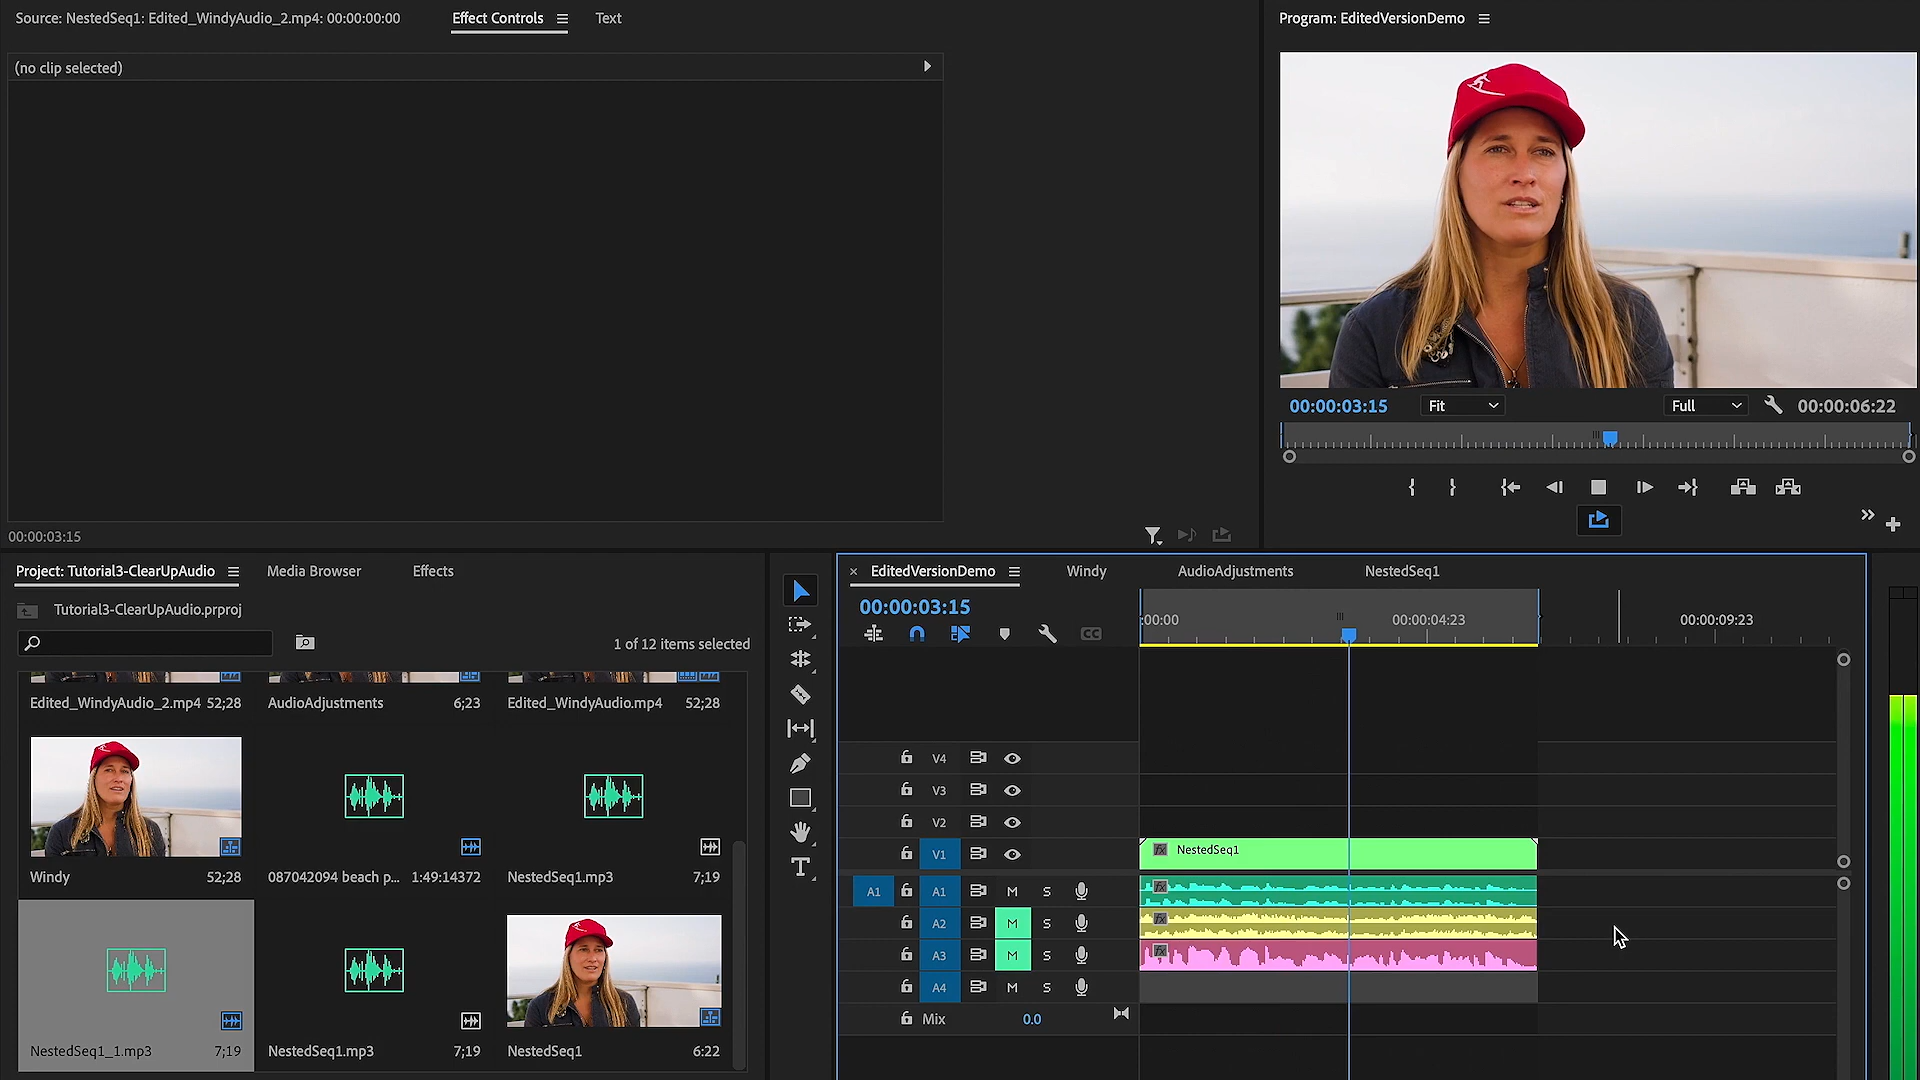 Source: NestedSeq1: Edited_WindyAudio_2.mp4: 00:00:00:00
Effect Controls
Text
(no clip selected)
00:00:03:15
Program: EditedVersionDemo
00:00:03:15
Fit
Full
00:00:06:22
Project: Tutorial3-ClearUpAudio
Media Browser
Effects
Tutorial3-ClearUpAudio.prproj
1 of 12 items selected
Edited_WindyAudio_2.mp4 52;28
AudioAdjustments 6;23
Edited_WindyAudio.mp4 52;28
Windy 52;28
087042094 beach p... 1:49:14372
NestedSeq1.mp3 7;19
NestedSeq1_1.mp3 7;19
NestedSeq1.mp3 7;19
NestedSeq1 6:22
EditedVersionDemo
Windy
AudioAdjustments
NestedSeq1
00:00:03:15
:00:00
00:00:04:23
00:00:09:23
CC
T
V4
V3
V2
V1
fx NestedSeq1
A1 A1 M S
fx
A2 M S
fx
A3 M S
fx
A4 M S
Mix 0.0